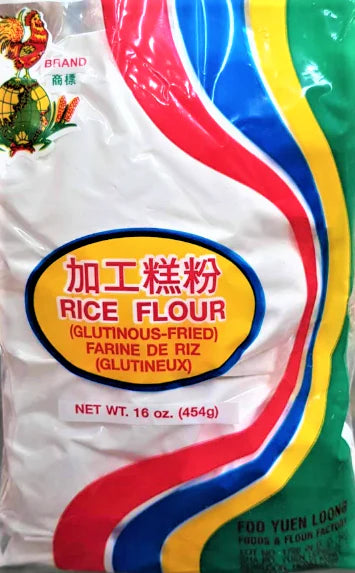 BRAND
商標
加工糕粉
RICE FLOUR
(GLUTINOUS-FRIED)
FARINE DE RIZ
(GLUTINEUX)
NET WT. 16 oz. (454g)
FOO YUEN LOONG
FOODS & FLOUR FACTORY